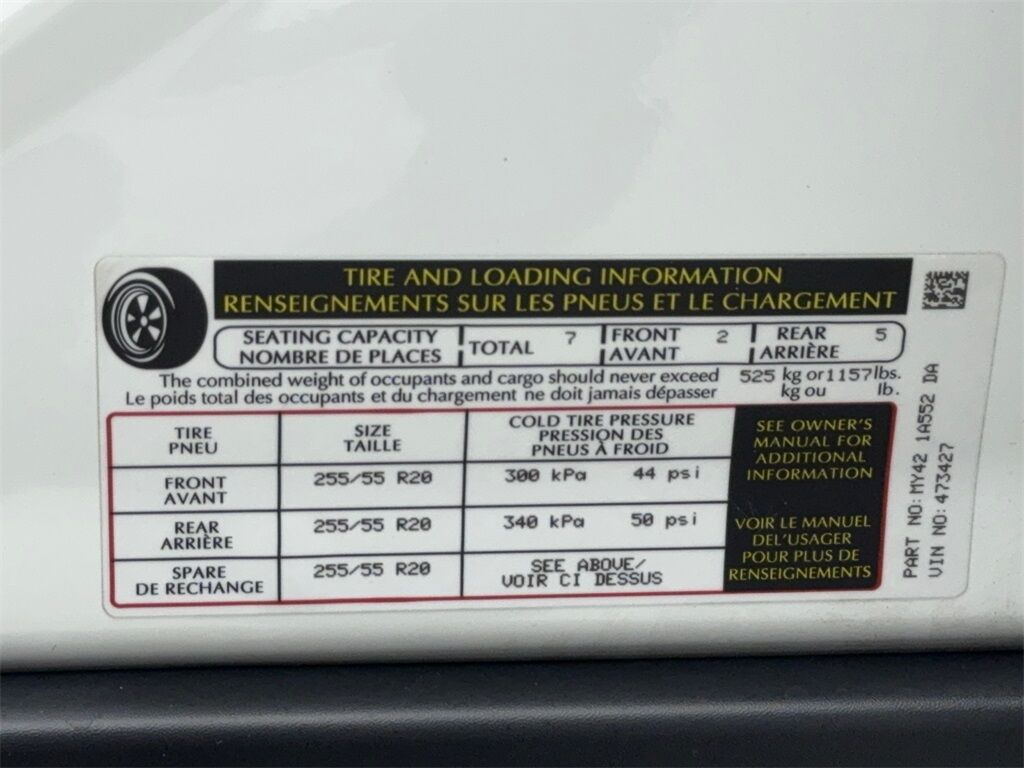 TIRE AND LOADING INFORMATION
RENSEIGNEMENTS SUR LES PNEUS ET LE CHARGEMENT
SEATING CAPACITY
NOMBRE DE PLACES
TOTAL 7
FRONT 2
AVANT
REAR 5
ARRIÈRE
The combined weight of occupants and cargo should never exceed 525 kg or 1157 lbs.
Le poids total des occupants et du chargement ne doit jamais dépasser kg ou lb.
TIRE
PNEU
SIZE
TAILLE
COLD TIRE PRESSURE
PRESSION DES
PNEUS À FROID
FRONT
AVANT
255/55 R20
300 kPa 44 psi
REAR
ARRIÈRE
255/55 R20
340 kPa 50 psi
SPARE
DE RECHANGE
255/55 R20
SEE ABOVE/
VOIR CI DESSUS
SEE OWNER'S
MANUAL FOR
ADDITIONAL
INFORMATION
VOIR LE MANUEL
DEL'USAGER
POUR PLUS DE
RENSEIGNEMENTS
PART NO: MY42 1A552 DA
VIN NO: 473427